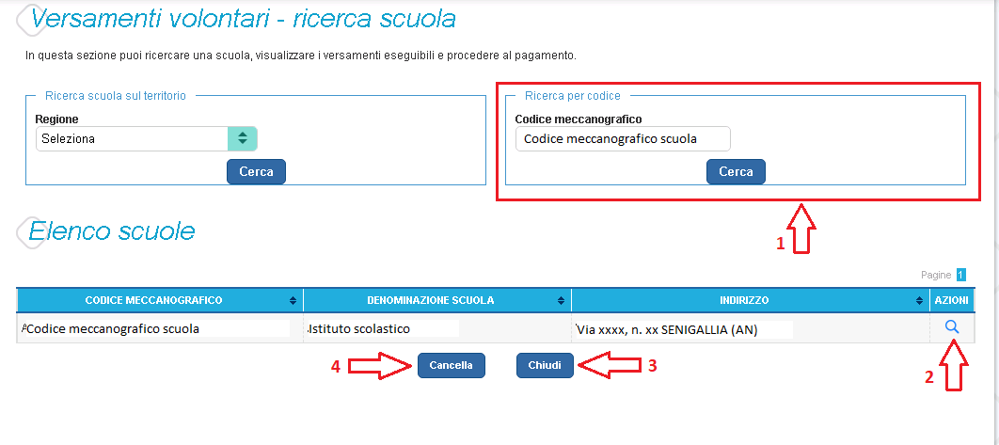 Versamenti volontari - ricerca scuola
In questa sezione puoi ricercare una scuola, visualizzare i versamenti eseguibili e procedere al pagamento.
Ricerca scuola sul territorio
Regione
Seleziona
Cerca
Ricerca per codice
Codice meccanografico
Codice meccanografico scuola
Cerca
1
Elenco scuole
Pagine 1
CODICE MECCANOGRAFICO DENOMINAZIONE SCUOLA INDIRIZZO AZIONI
Codice meccanografico scuola Istituto scolastico Via xxxx, n. xx SENIGALLIA (AN)
4 Cancella Chiudi 3
2